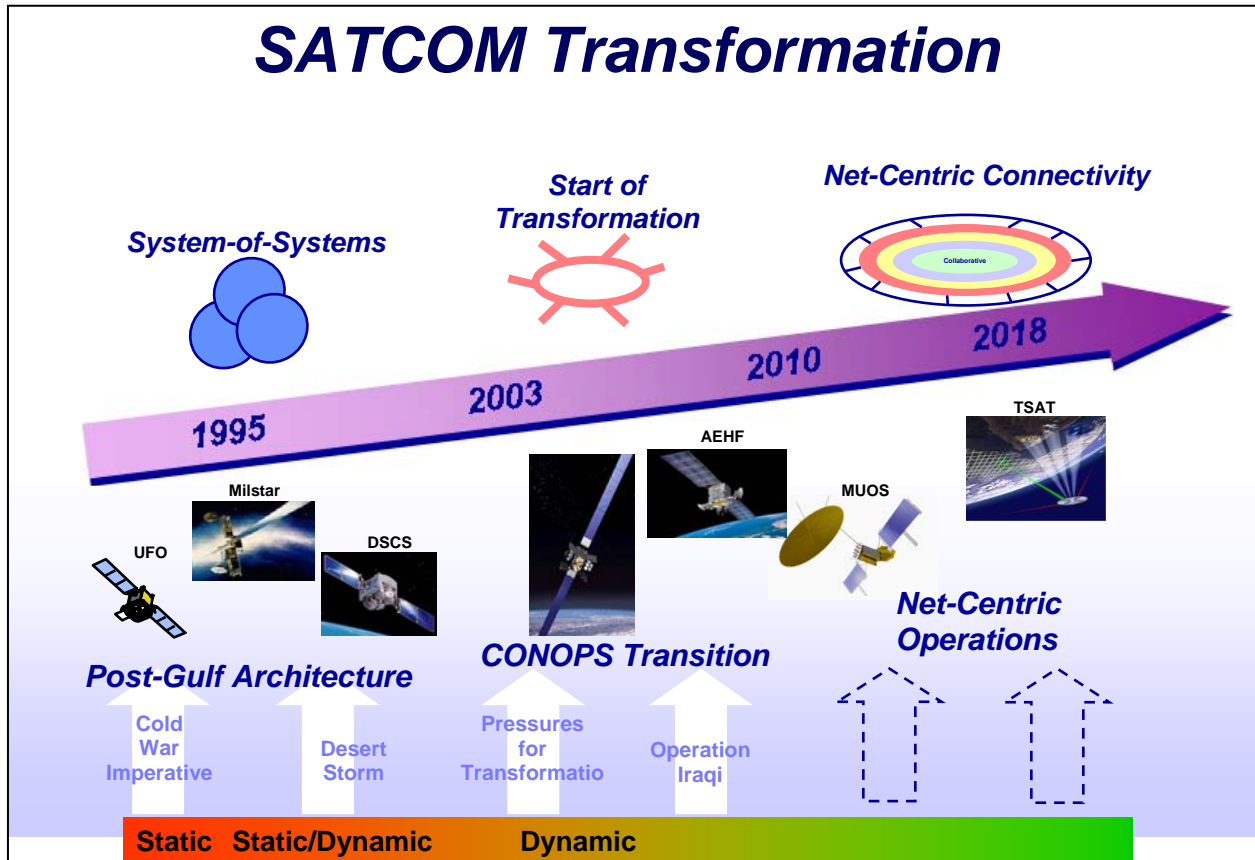 SATCOM Transformation
System-of-Systems
Start of
Transformation
Net-Centric Connectivity
Collaborative
1995
2003
2010
2018
UFO
Milstar
DSCS
AEHF
MUOS
TSAT
Post-Gulf Architecture
CONOPS Transition
Net-Centric
Operations
Cold
War
Imperative
Desert
Storm
Pressures
for
Transformatio
Operation
Iraqi
Static
Static/Dynamic
Dynamic